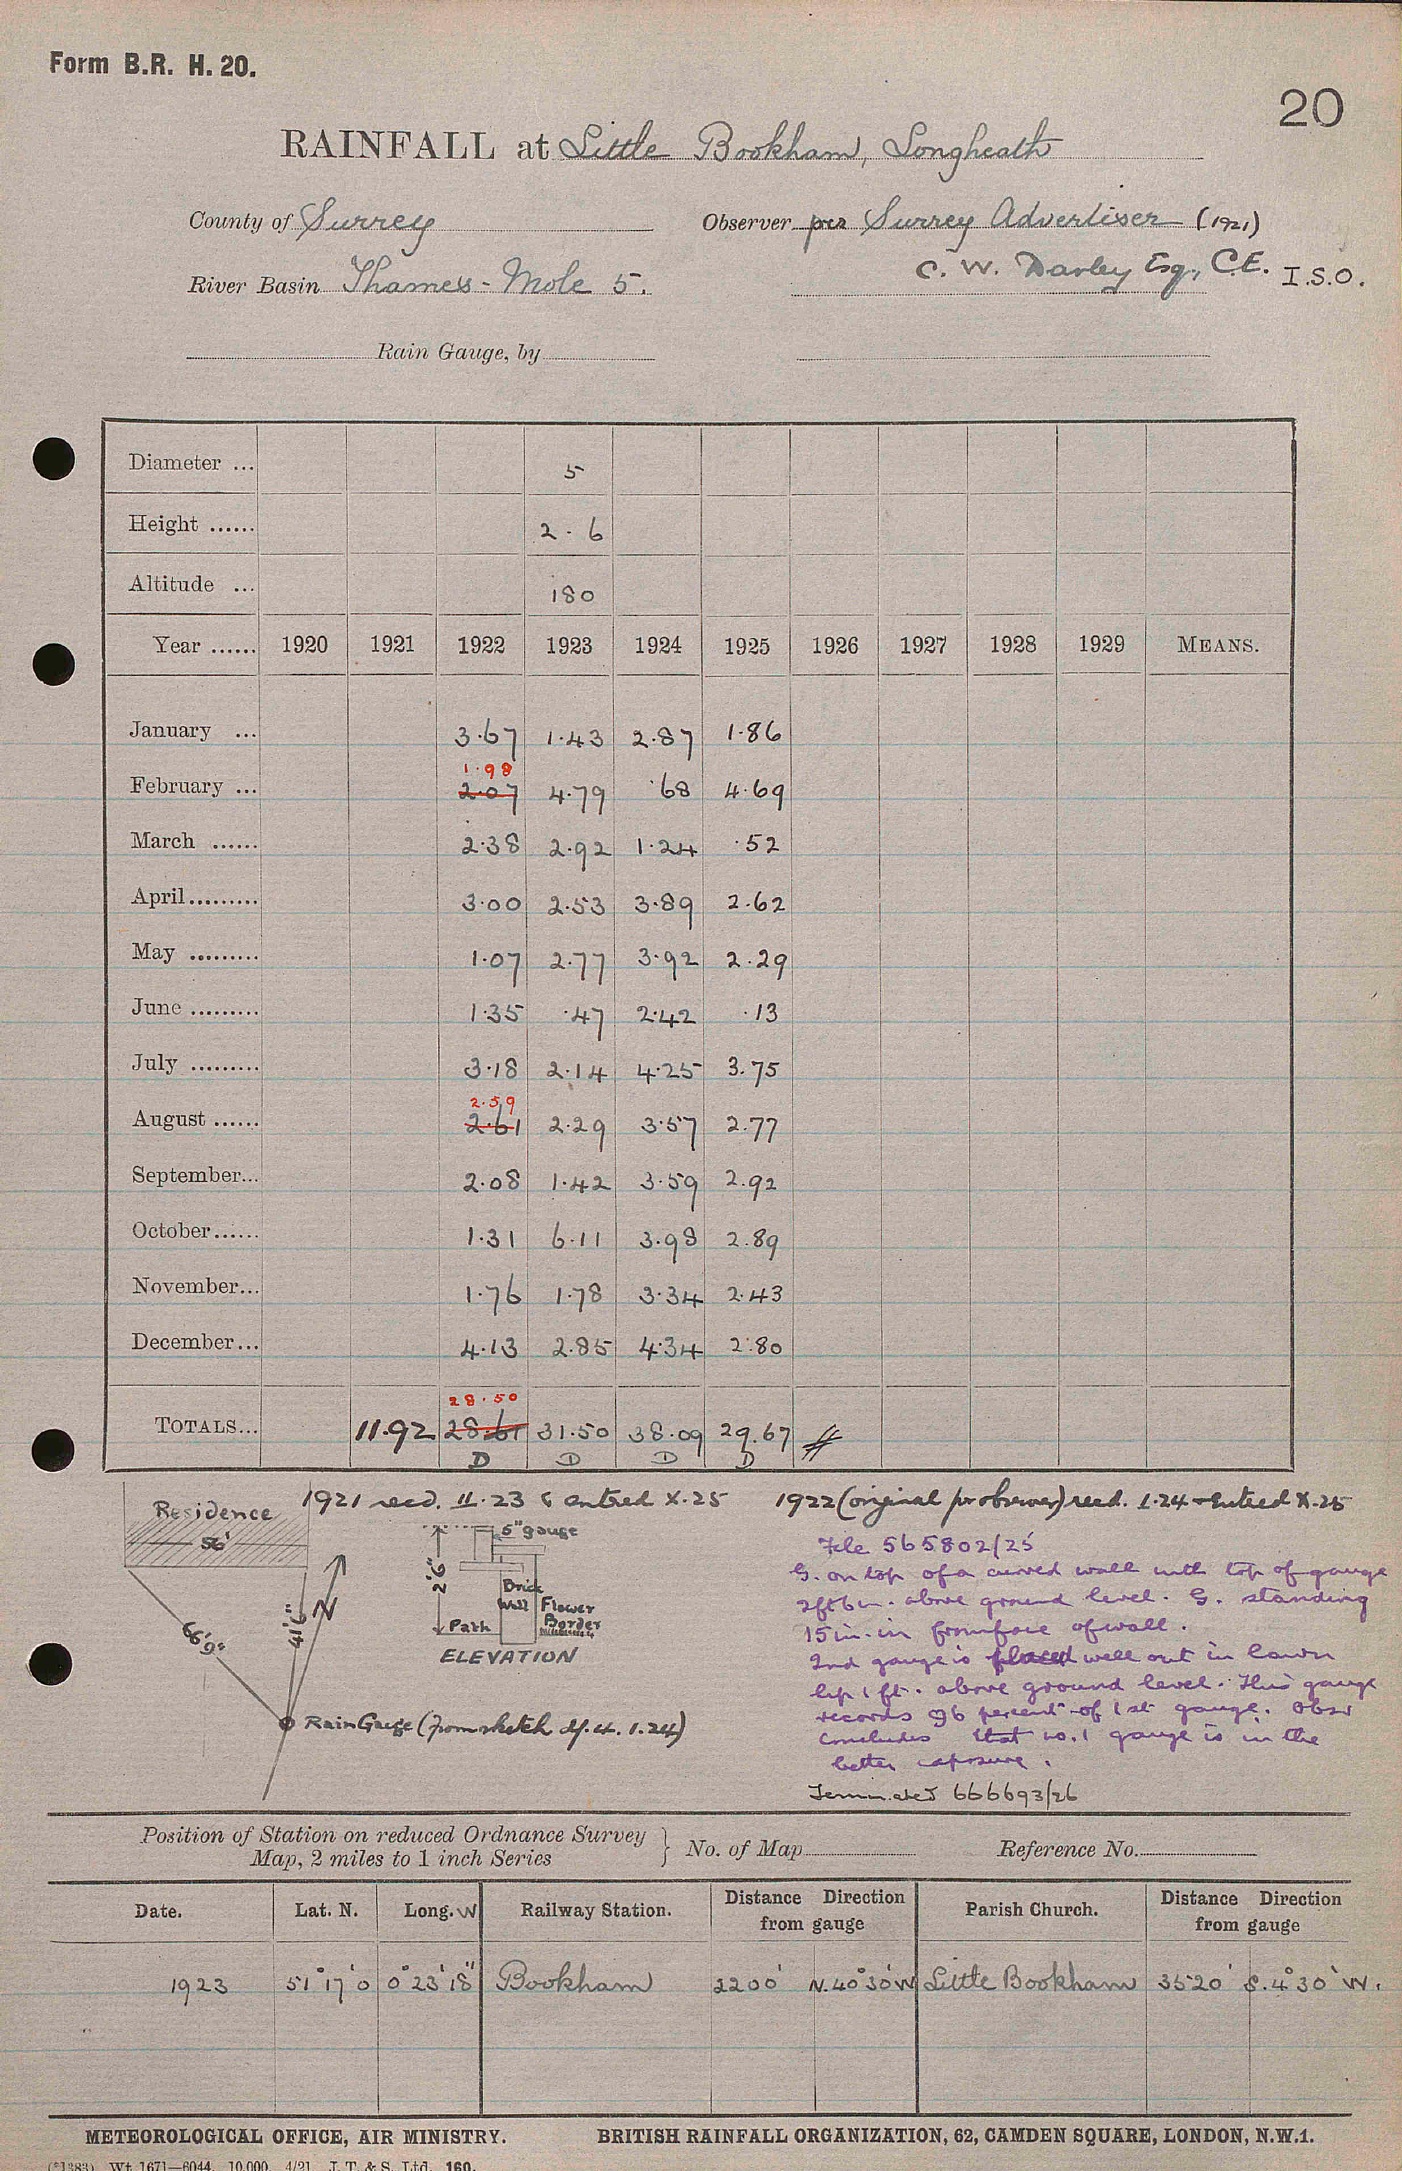 Form B.R. H. 20.
20
RAINFALL at Little Bookham, Longheath
County of Surrey
Observer per Surrey Advertiser (1921)
C. W. Darley Esq, C.E. I.S.O.
River Basin Thames - Mole 5.
Rain Gauge, by
Diameter ... 5
Height ...... 2 . 6
Altitude ... 180
Year ...... 1920 1921 1922 1923 1924 1925 1926 1927 1928 1929 MEANS.
January ... 3.67 1.43 2.87 1.86
1.98
February ... 2.07 4.79 .68 4.69
March ...... 2.38 2.92 1.24 .52
April ......... 3.00 2.53 3.89 2.62
May ......... 1.07 2.77 3.92 2.29
June ......... 1.35 .47 2.42 .13
July ......... 3.18 2.14 4.25 3.75
2.59
August ...... 2.61 2.29 3.57 2.77
September... 2.08 1.42 3.59 2.92
October...... 1.31 6.11 3.98 2.89
November... 1.76 1.78 3.34 2.43
December... 4.13 2.85 4.34 2.80
28.50
TOTALS... 11.92 28.61 31.50 38.09 29.67
D D D D
1921 recd. II.23 & entred X.25
1922 (original pr observer) recd. I.24 entred X.25
Residence
56'
66'9"
41'6"
N
5" gauge
2'6"
Brick Wall
Flower Border
Path
ELEVATION
Rain Gauge (from sketch of 4.1.24)
File 565802/25
G. on top of a curved wall with top of gauge
2ft 6in. above ground level. G. standing
15 in. in from face of wall.
2nd gauge is placed well out in lawn
lip 1 ft. above ground level. This gauge
records 96 percent of 1st gauge. Obsr
concludes that no. 1 gauge is in the
better exposure.
Terminated 666693/26
Position of Station on reduced Ordnance Survey
Map, 2 miles to 1 inch Series
No. of Map
Reference No.
Date. Lat. N. Long. W Railway Station. Distance Direction from gauge Parish Church. Distance Direction from gauge
1923 51°17'0 0°23'18" Bookham 2200' N.40°30'W Little Bookham 3520' S.4°30'W.
METEOROLOGICAL OFFICE, AIR MINISTRY.
BRITISH RAINFALL ORGANIZATION, 62, CAMDEN SQUARE, LONDON, N.W.1.
(*1383) Wt 1671—6044 10,000 4/21 J. T. & S. Ltd. 160.